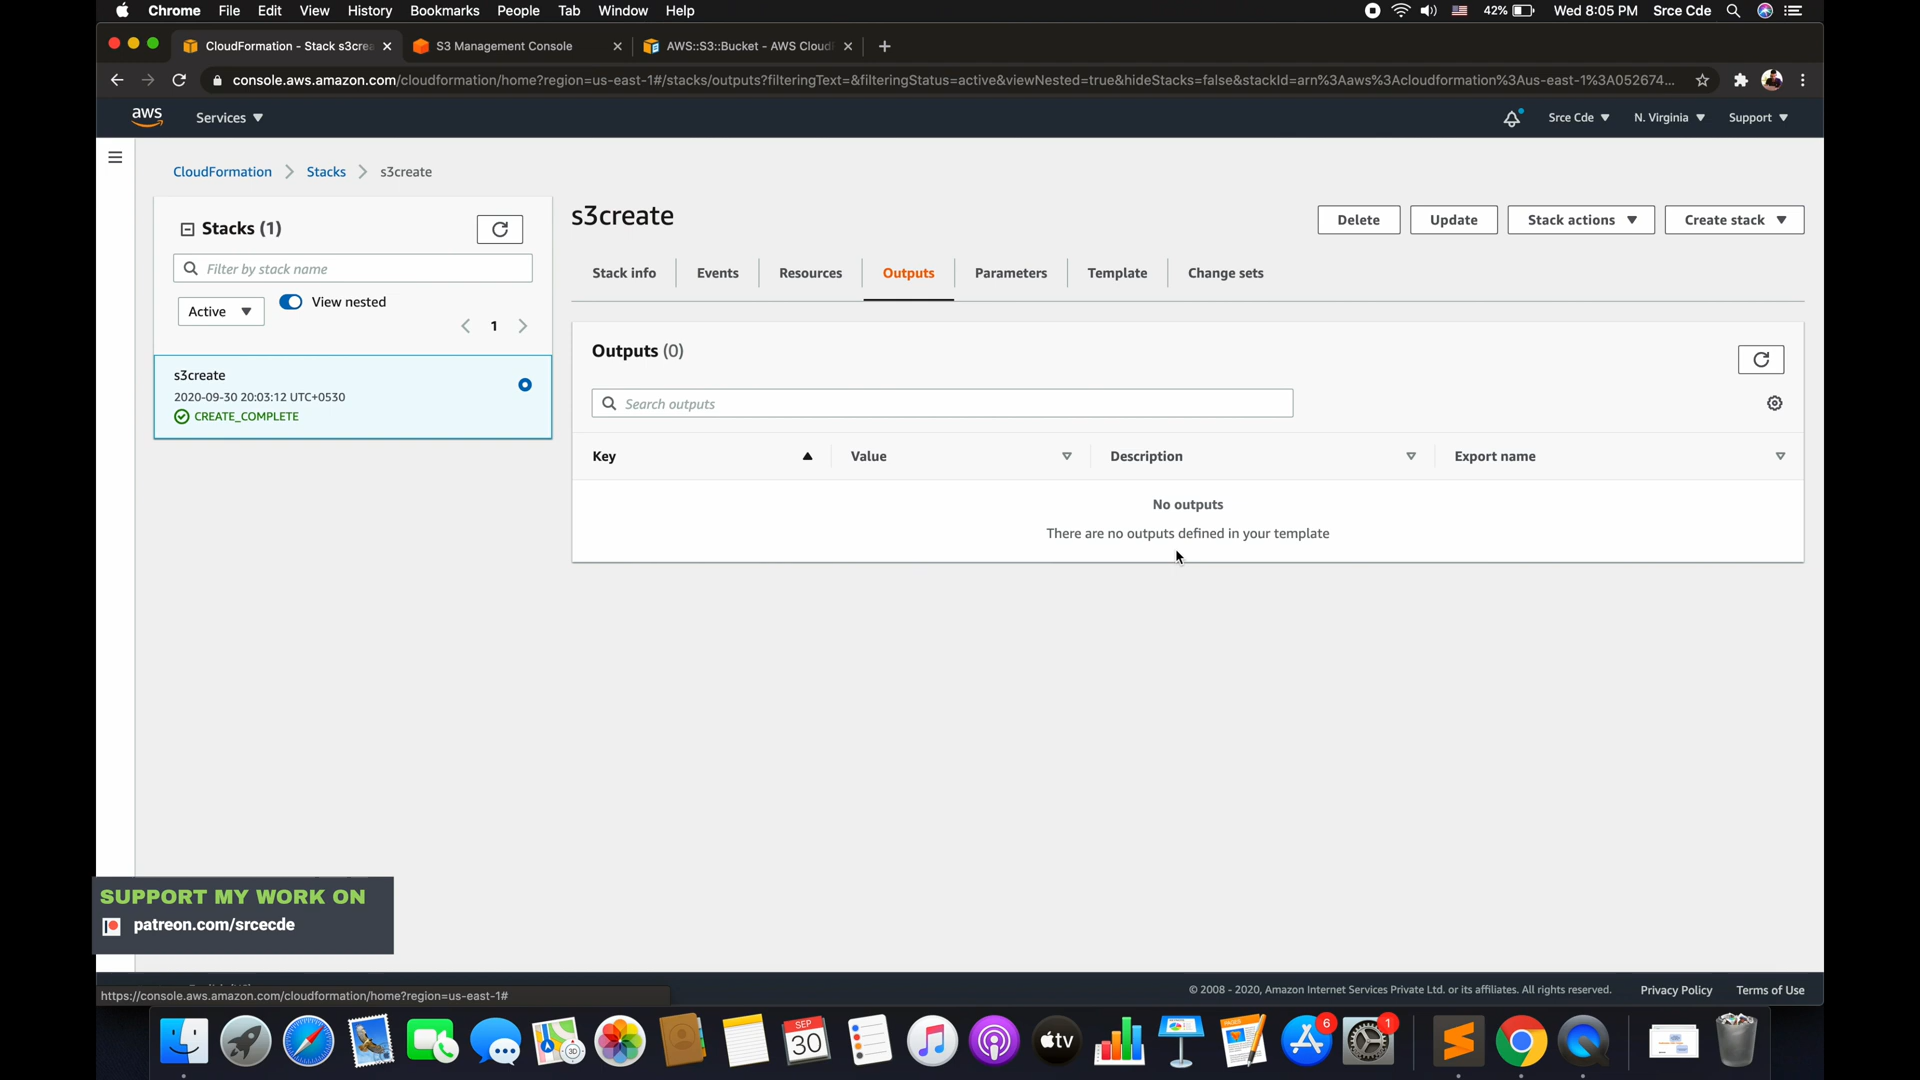 Chrome File Edit View History Bookmarks People Tab Window Help
42% Wed 8:05 PM Srce Cde
CloudFormation - Stack s3crea
S3 Management Console
AWS::S3::Bucket - AWS CloudF
console.aws.amazon.com/cloudformation/home?region=us-east-1#/stacks/outputs?filteringText=&filteringStatus=active&viewNested=true&hideStacks=false&stackId=arn%3Aaws%3Acloudformation%3Aus-east-1%3A052674...
aws Services
Srce Cde N. Virginia Support
CloudFormation Stacks s3create
Stacks (1)
Filter by stack name
Active
View nested
1
s3create
2020-09-30 20:03:12 UTC+0530
CREATE_COMPLETE
s3create
Delete Update Stack actions Create stack
Stack info Events Resources Outputs Parameters Template Change sets
Outputs (0)
Search outputs
Key Value Description Export name
No outputs
There are no outputs defined in your template
SUPPORT MY WORK ON
patreon.com/srcecde
https://console.aws.amazon.com/cloudformation/home?region=us-east-1#
© 2008 - 2020, Amazon Internet Services Private Ltd. or its affiliates. All rights reserved. Privacy Policy Terms of Use
3D
SEP
30
tv
6
1